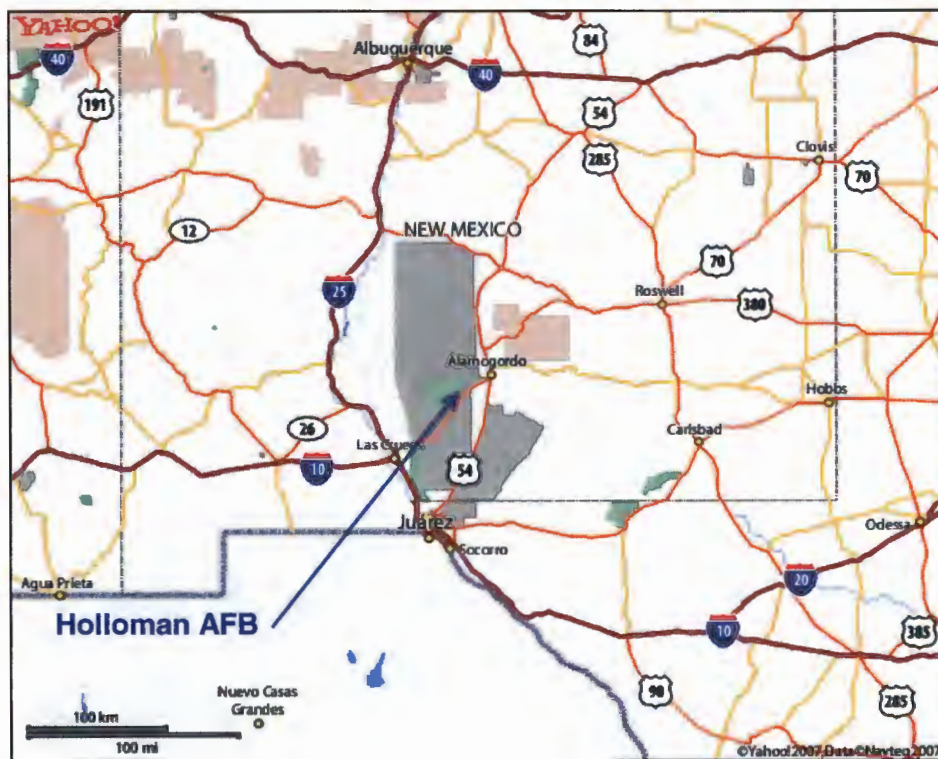 YAHOO!
40
191
Albuquerque
40
84
54
285
Clovis
70
12
NEW MEXICO
25
70
Roswell
380
Alamogordo
Hobbs
26
Carlsbad
Las Cruces
10
54
Juárez
Socorro
Odessa
Agua Prieta
20
Holloman AFB
10
385
Nuevo Casas
Grandes
90
285
100 km
100 mi
©Yahoo!2007, Data©Navteq2007